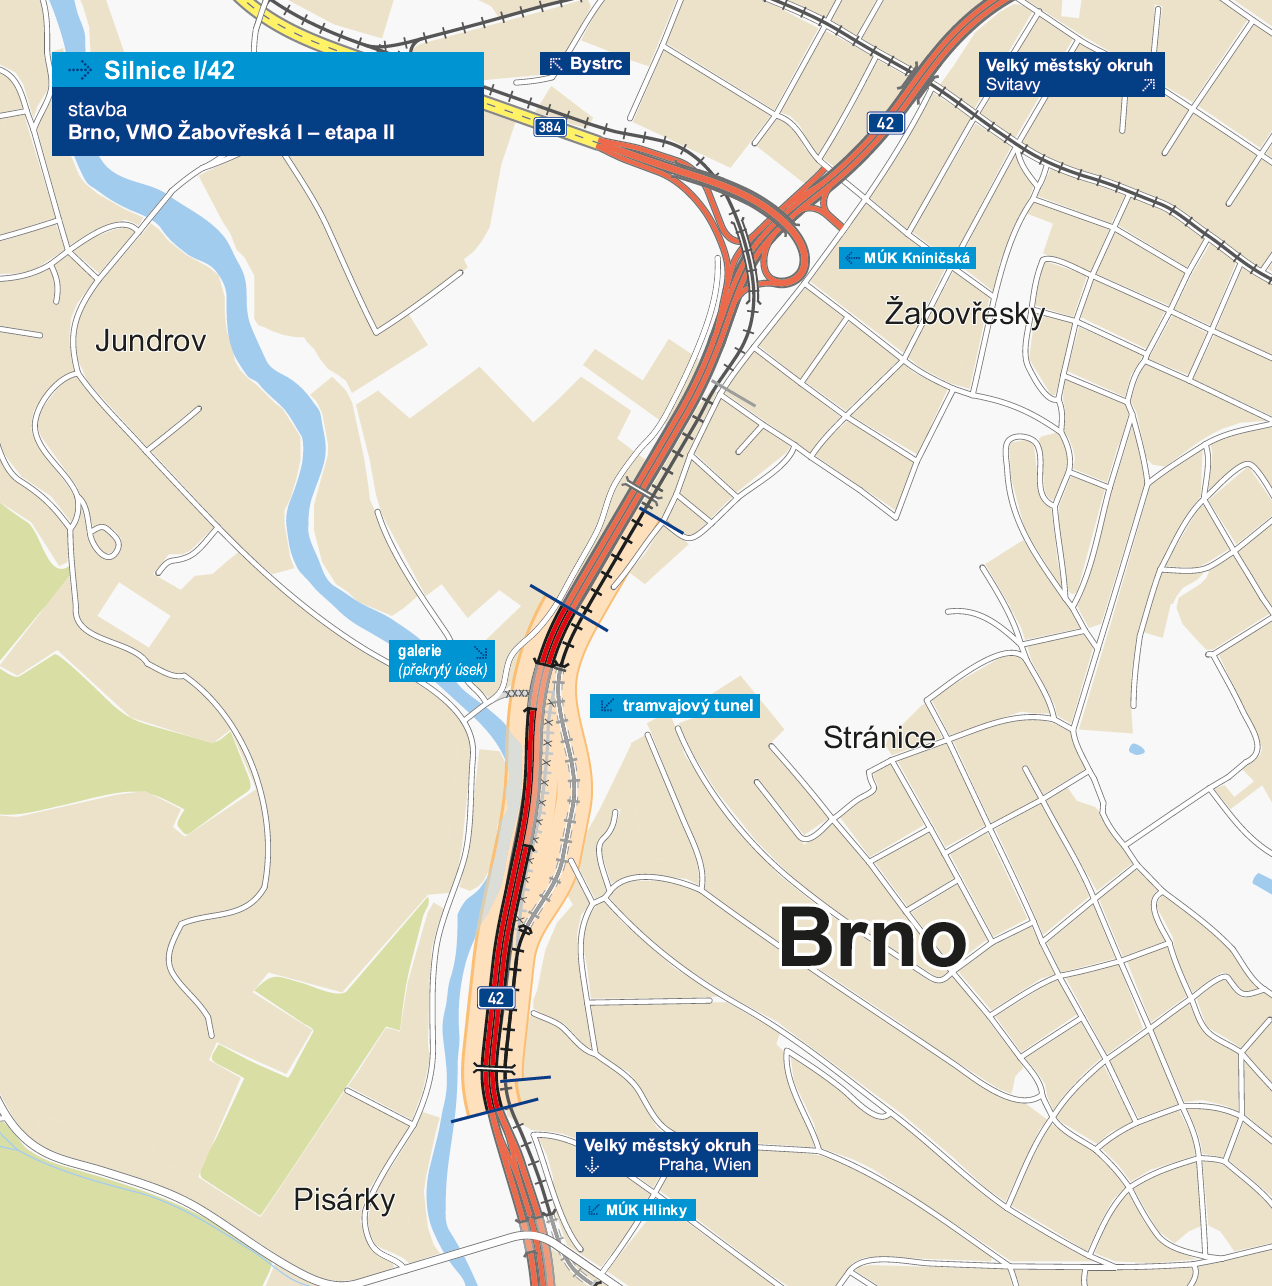 Silnice I/42
stavba
Brno, VMO Žabovřeská I – etapa II
Bystrc
Velký městský okruh
Svitavy
384
42
MÚK Kníničská
Žabovřesky
Jundrov
galerie
(překrytý úsek)
tramvajový tunel
Stránice
Brno
42
Velký městský okruh
Praha, Wien
Pisárky
MÚK Hlinky